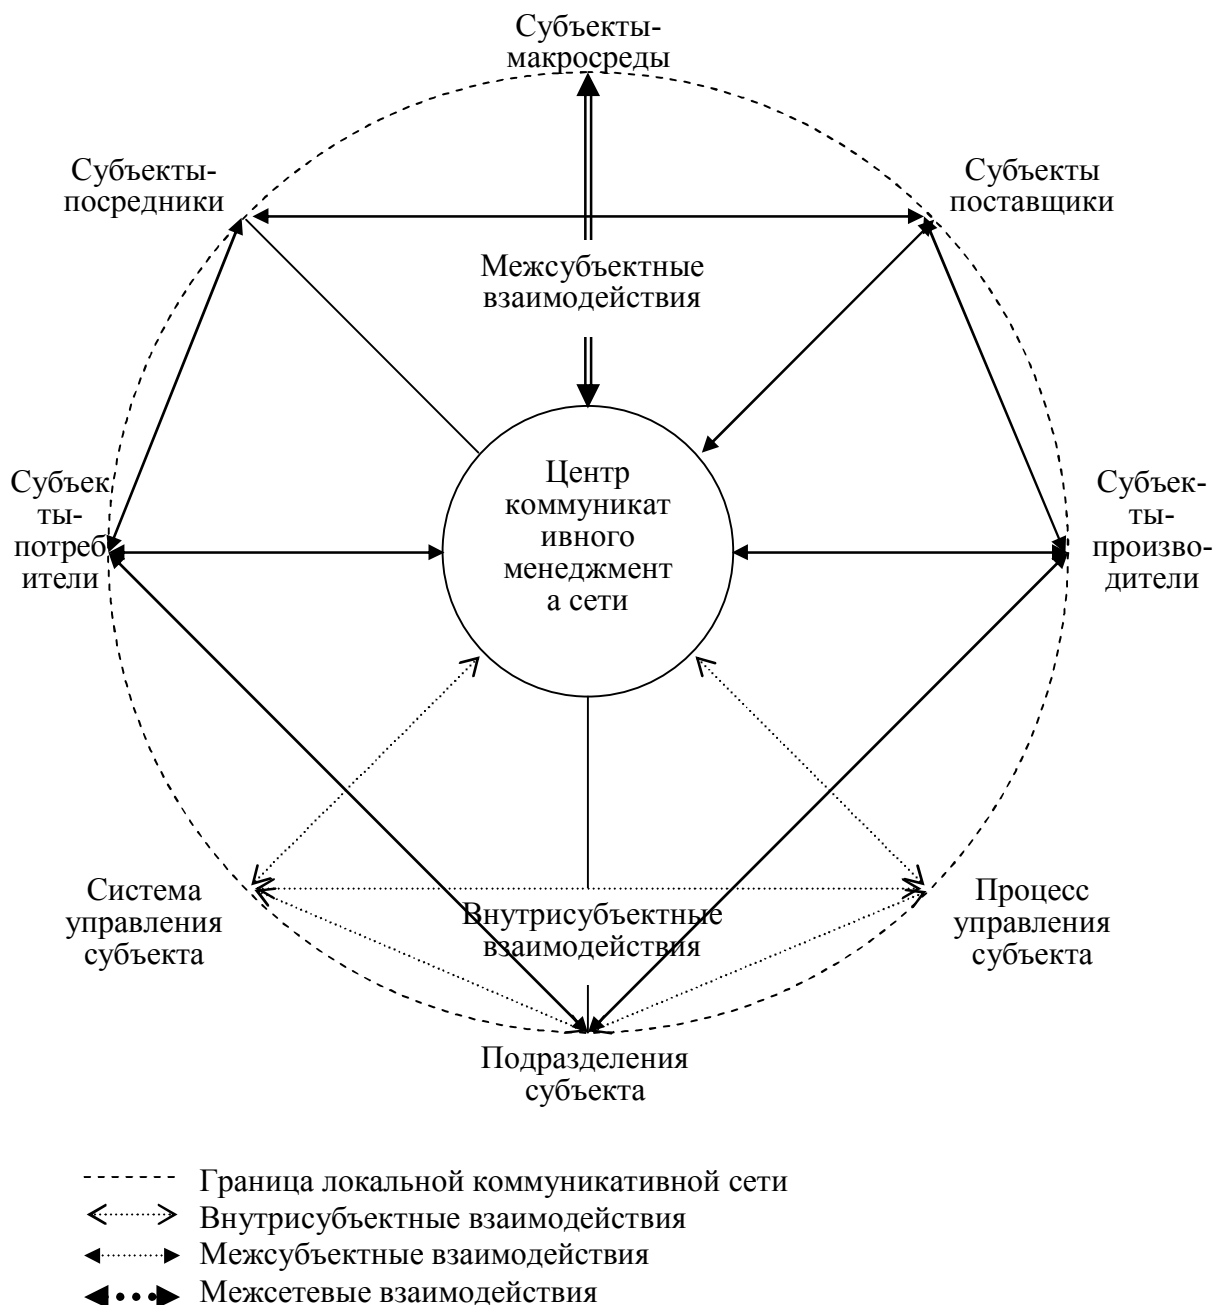 Субъекты-
макросреды
Субъекты-
посредники
Субъекты
поставщики
Межсубъектные
взаимодействия
Субъек
ты-
потреб
ители
Центр
коммуникат
ивного
менеджмент
а сети
Субъек-
ты-
произво-
дители
Система
управления
субъекта
Внутрисубъектные
взаимодействия
Процесс
управления
субъекта
Подразделения
субъекта
Граница локальной коммуникативной сети
Внутрисубъектные взаимодействия
Межсубъектные взаимодействия
Межсетевые взаимодействия